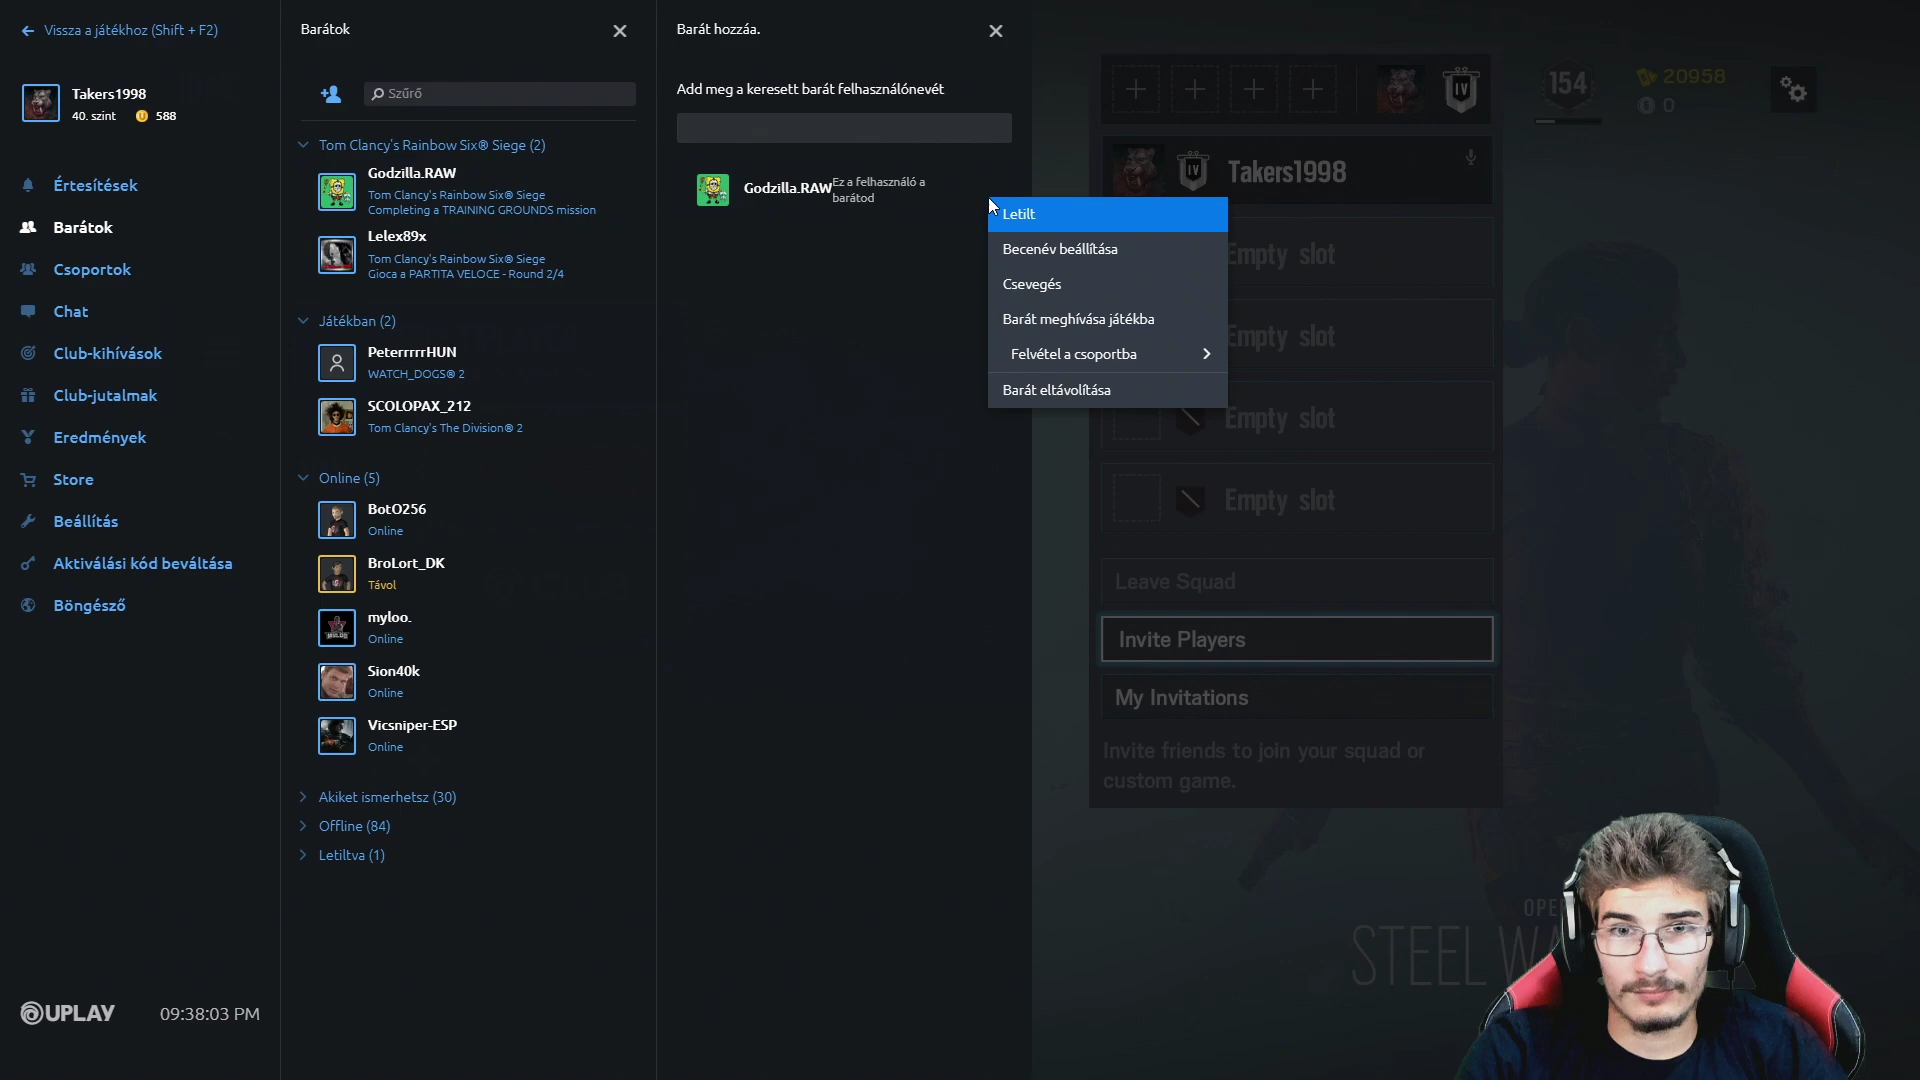 Vissza a játékhoz (Shift + F2)
Takers1998
40. szint
588
Értesítések
Barátok
Csoportok
Chat
Club-kihívások
Club-jutalmak
Eredmények
Store
Beállítás
Aktiválási kód beváltása
Böngésző
UPLAY
09:38:03 PM
Barátok
Szűrő
Tom Clancy's Rainbow Six® Siege (2)
Godzilla.RAW
Tom Clancy's Rainbow Six® Siege
Completing a TRAINING GROUNDS mission
Lelex89x
Tom Clancy's Rainbow Six® Siege
Gioca a PARTITA VELOCE - Round 2/4
Játékban (2)
PeterrrrrHUN
WATCH_DOGS® 2
SCOLOPAX_212
Tom Clancy's The Division® 2
Online (5)
BotO256
Online
BroLort_DK
Távol
myloo.
Online
Sion40k
Online
Vicsniper-ESP
Online
Akiket ismerhetsz (30)
Offline (84)
Letiltva (1)
Barát hozzáa.
Add meg a keresett barát felhasználónevét
Godzilla.RAW
Ez a felhasználó a
barátod
Letilt
Becenév beállítása
Csevegés
Barát meghívása játékba
Felvétel a csoportba
Barát eltávolítása
IV
154
20958
0
IV
Takers1998
Empty slot
Empty slot
Empty slot
Empty slot
Leave Squad
Invite Players
My Invitations
Invite friends to join your squad or
custom game.
STEEL